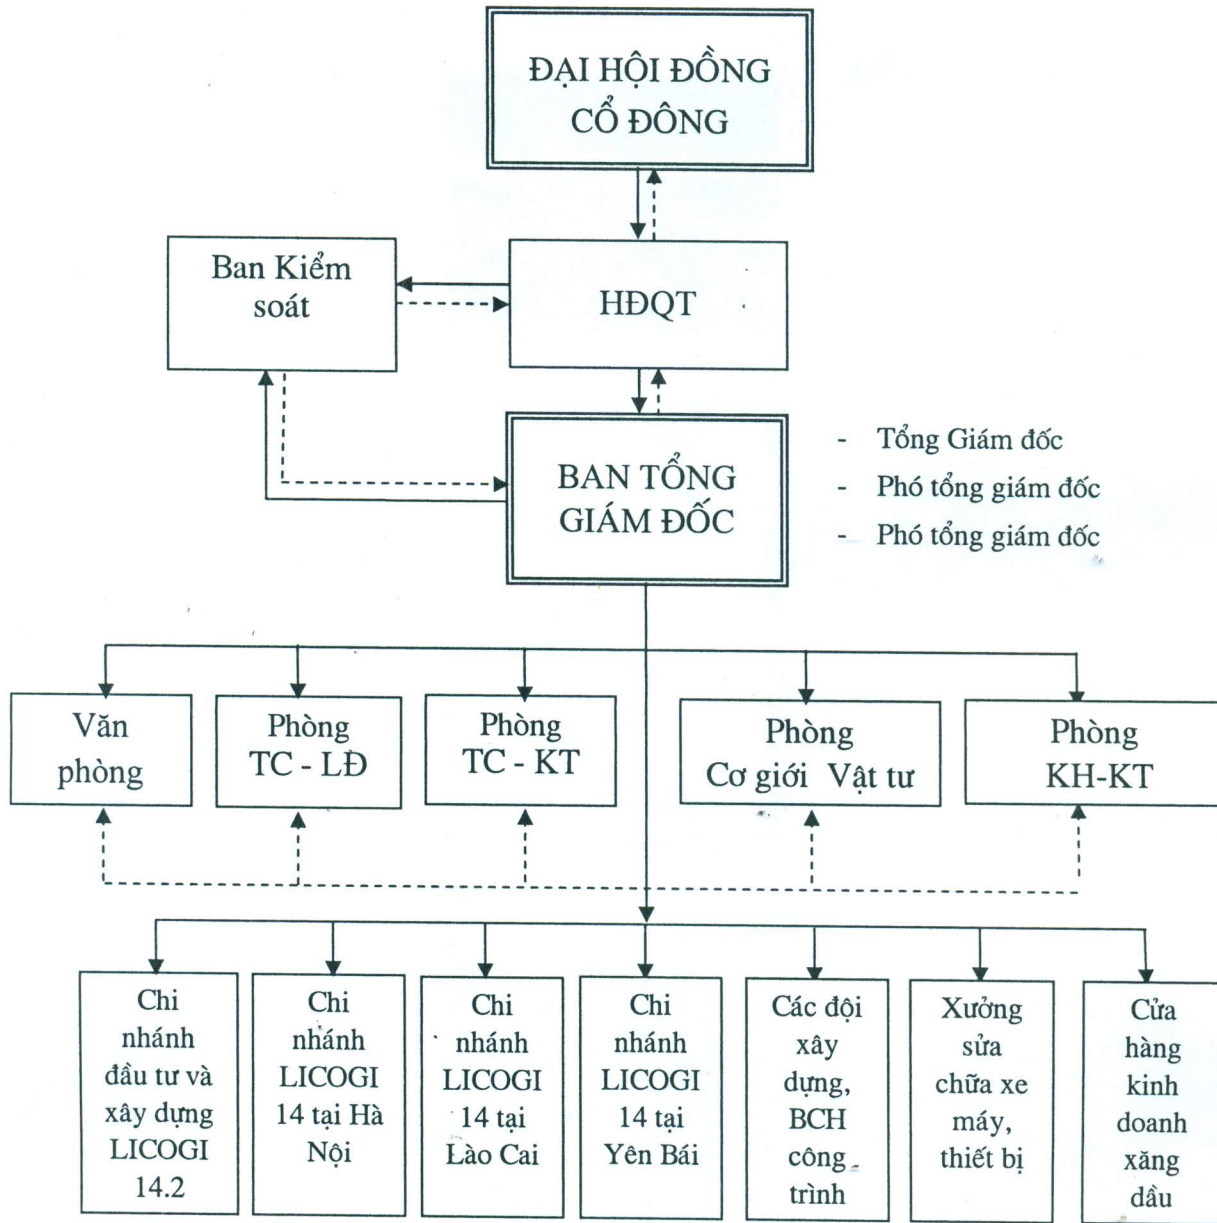 ĐẠI HỘI ĐỒNG
CỔ ĐÔNG
Ban Kiểm
soát
HĐQT
BAN TỔNG
GIÁM ĐỐC
- Tổng Giám đốc
- Phó tổng giám đốc
- Phó tổng giám đốc
Văn
phòng
Phòng
TC - LĐ
Phòng
TC - KT
Phòng
Cơ giới Vật tư
Phòng
KH-KT
Chi
nhánh
đầu tư và
xây dựng
LICOGI
14.2
Chi
nhánh
LICOGI
14 tại Hà
Nội
Chi
nhánh
LICOGI
14 tại
Lào Cai
Chi
nhánh
LICOGI
14 tại
Yên Bái
Các đội
xây
dựng,
BCH
công
trình
Xưởng
sửa
chữa xe
máy,
thiết bị
Cửa
hàng
kinh
doanh
xăng
dầu